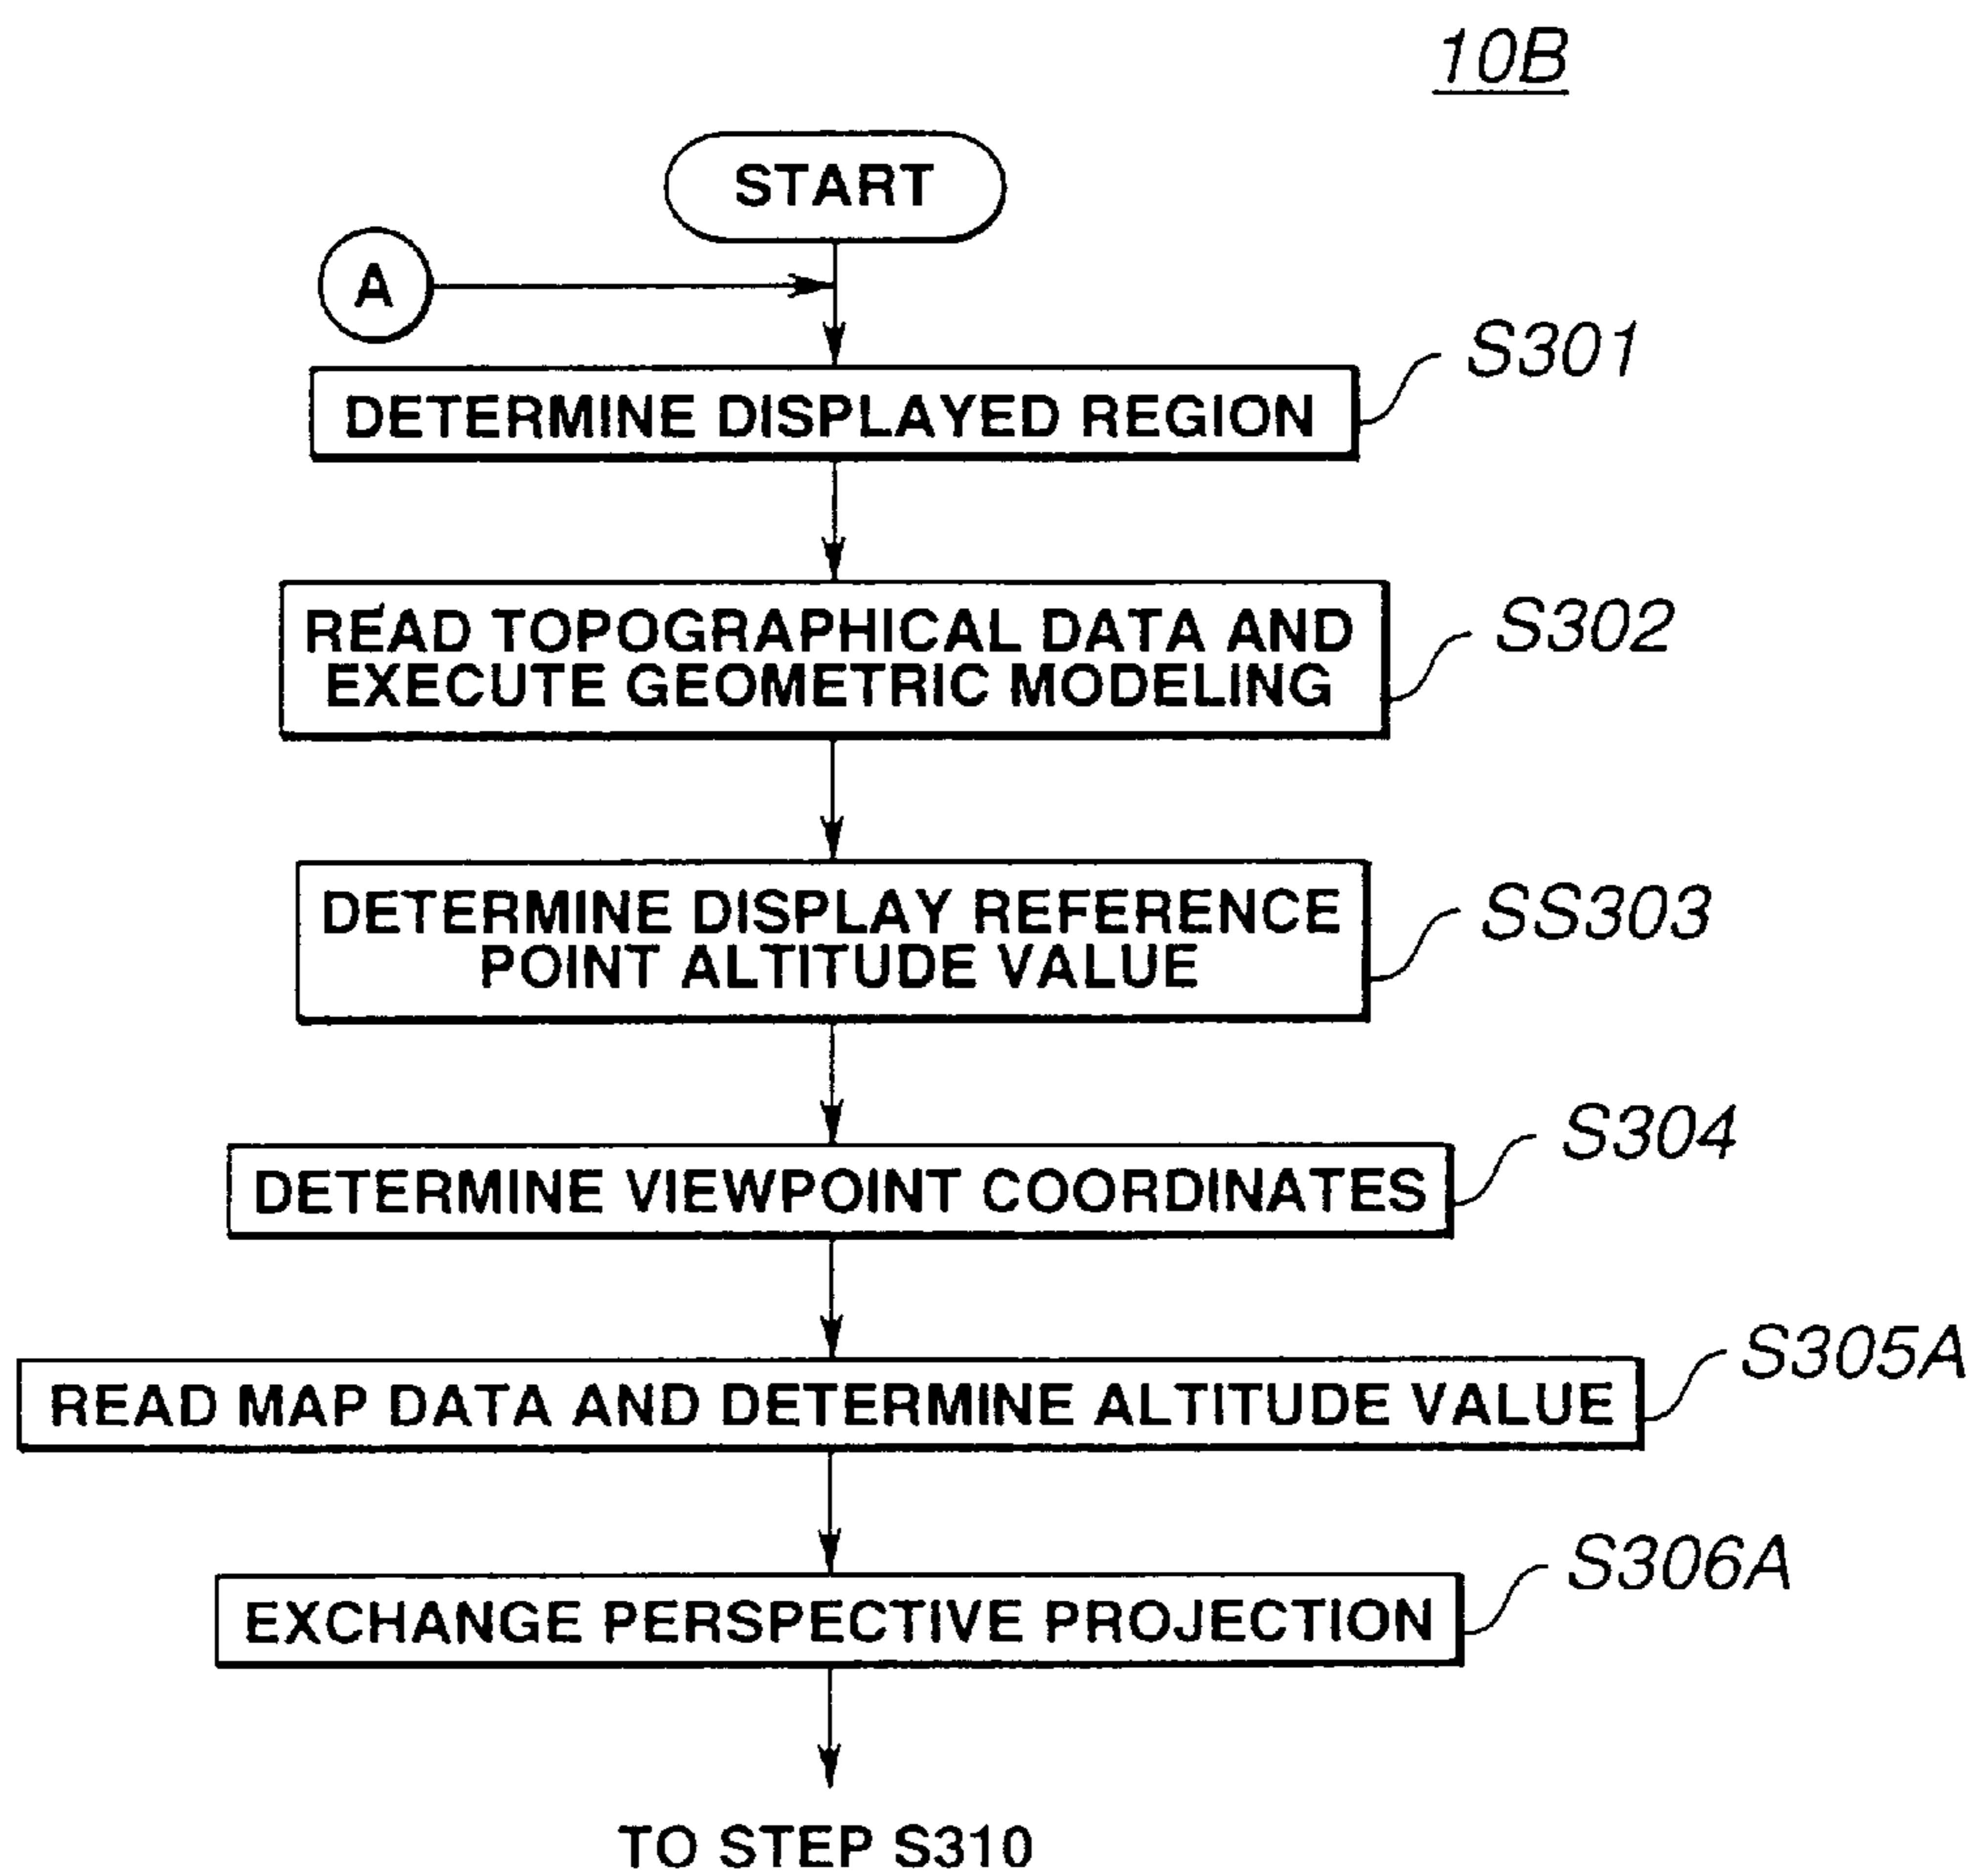 10B
START
A
S301
DETERMINE DISPLAYED REGION
S302
READ TOPOGRAPHICAL DATA AND
EXECUTE GEOMETRIC MODELING
SS303
DETERMINE DISPLAY REFERENCE
POINT ALTITUDE VALUE
S304
DETERMINE VIEWPOINT COORDINATES
S305A
READ MAP DATA AND DETERMINE ALTITUDE VALUE
S306A
EXCHANGE PERSPECTIVE PROJECTION
TO STEP S310